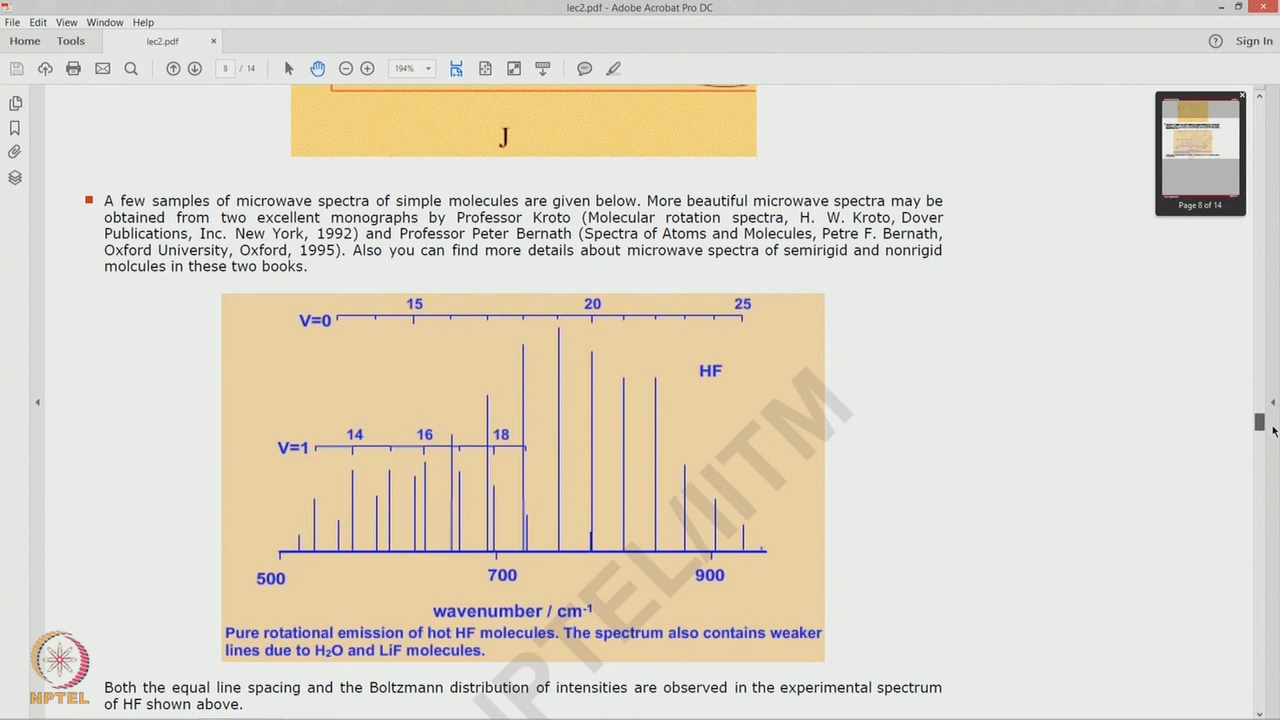 lec2.pdf - Adobe Acrobat Pro DC
File Edit View Window Help
Home Tools lec2.pdf × Sign In
8 / 14 194%
J
A few samples of microwave spectra of simple molecules are given below. More beautiful microwave spectra may be
obtained from two excellent monographs by Professor Kroto (Molecular rotation spectra, H. W. Kroto, Dover
Publications, Inc. New York, 1992) and Professor Peter Bernath (Spectra of Atoms and Molecules, Petre F. Bernath,
Oxford University, Oxford, 1995). Also you can find more details about microwave spectra of semirigid and nonrigid
molcules in these two books.
Page 8 of 14
15 20 25
V=0
HF
14 16 18
V=1
500 700 900
wavenumber / cm-1
Pure rotational emission of hot HF molecules. The spectrum also contains weaker
lines due to H2O and LiF molecules.
NPTEL/IITM
Both the equal line spacing and the Boltzmann distribution of intensities are observed in the experimental spectrum
of HF shown above.
NPTEL